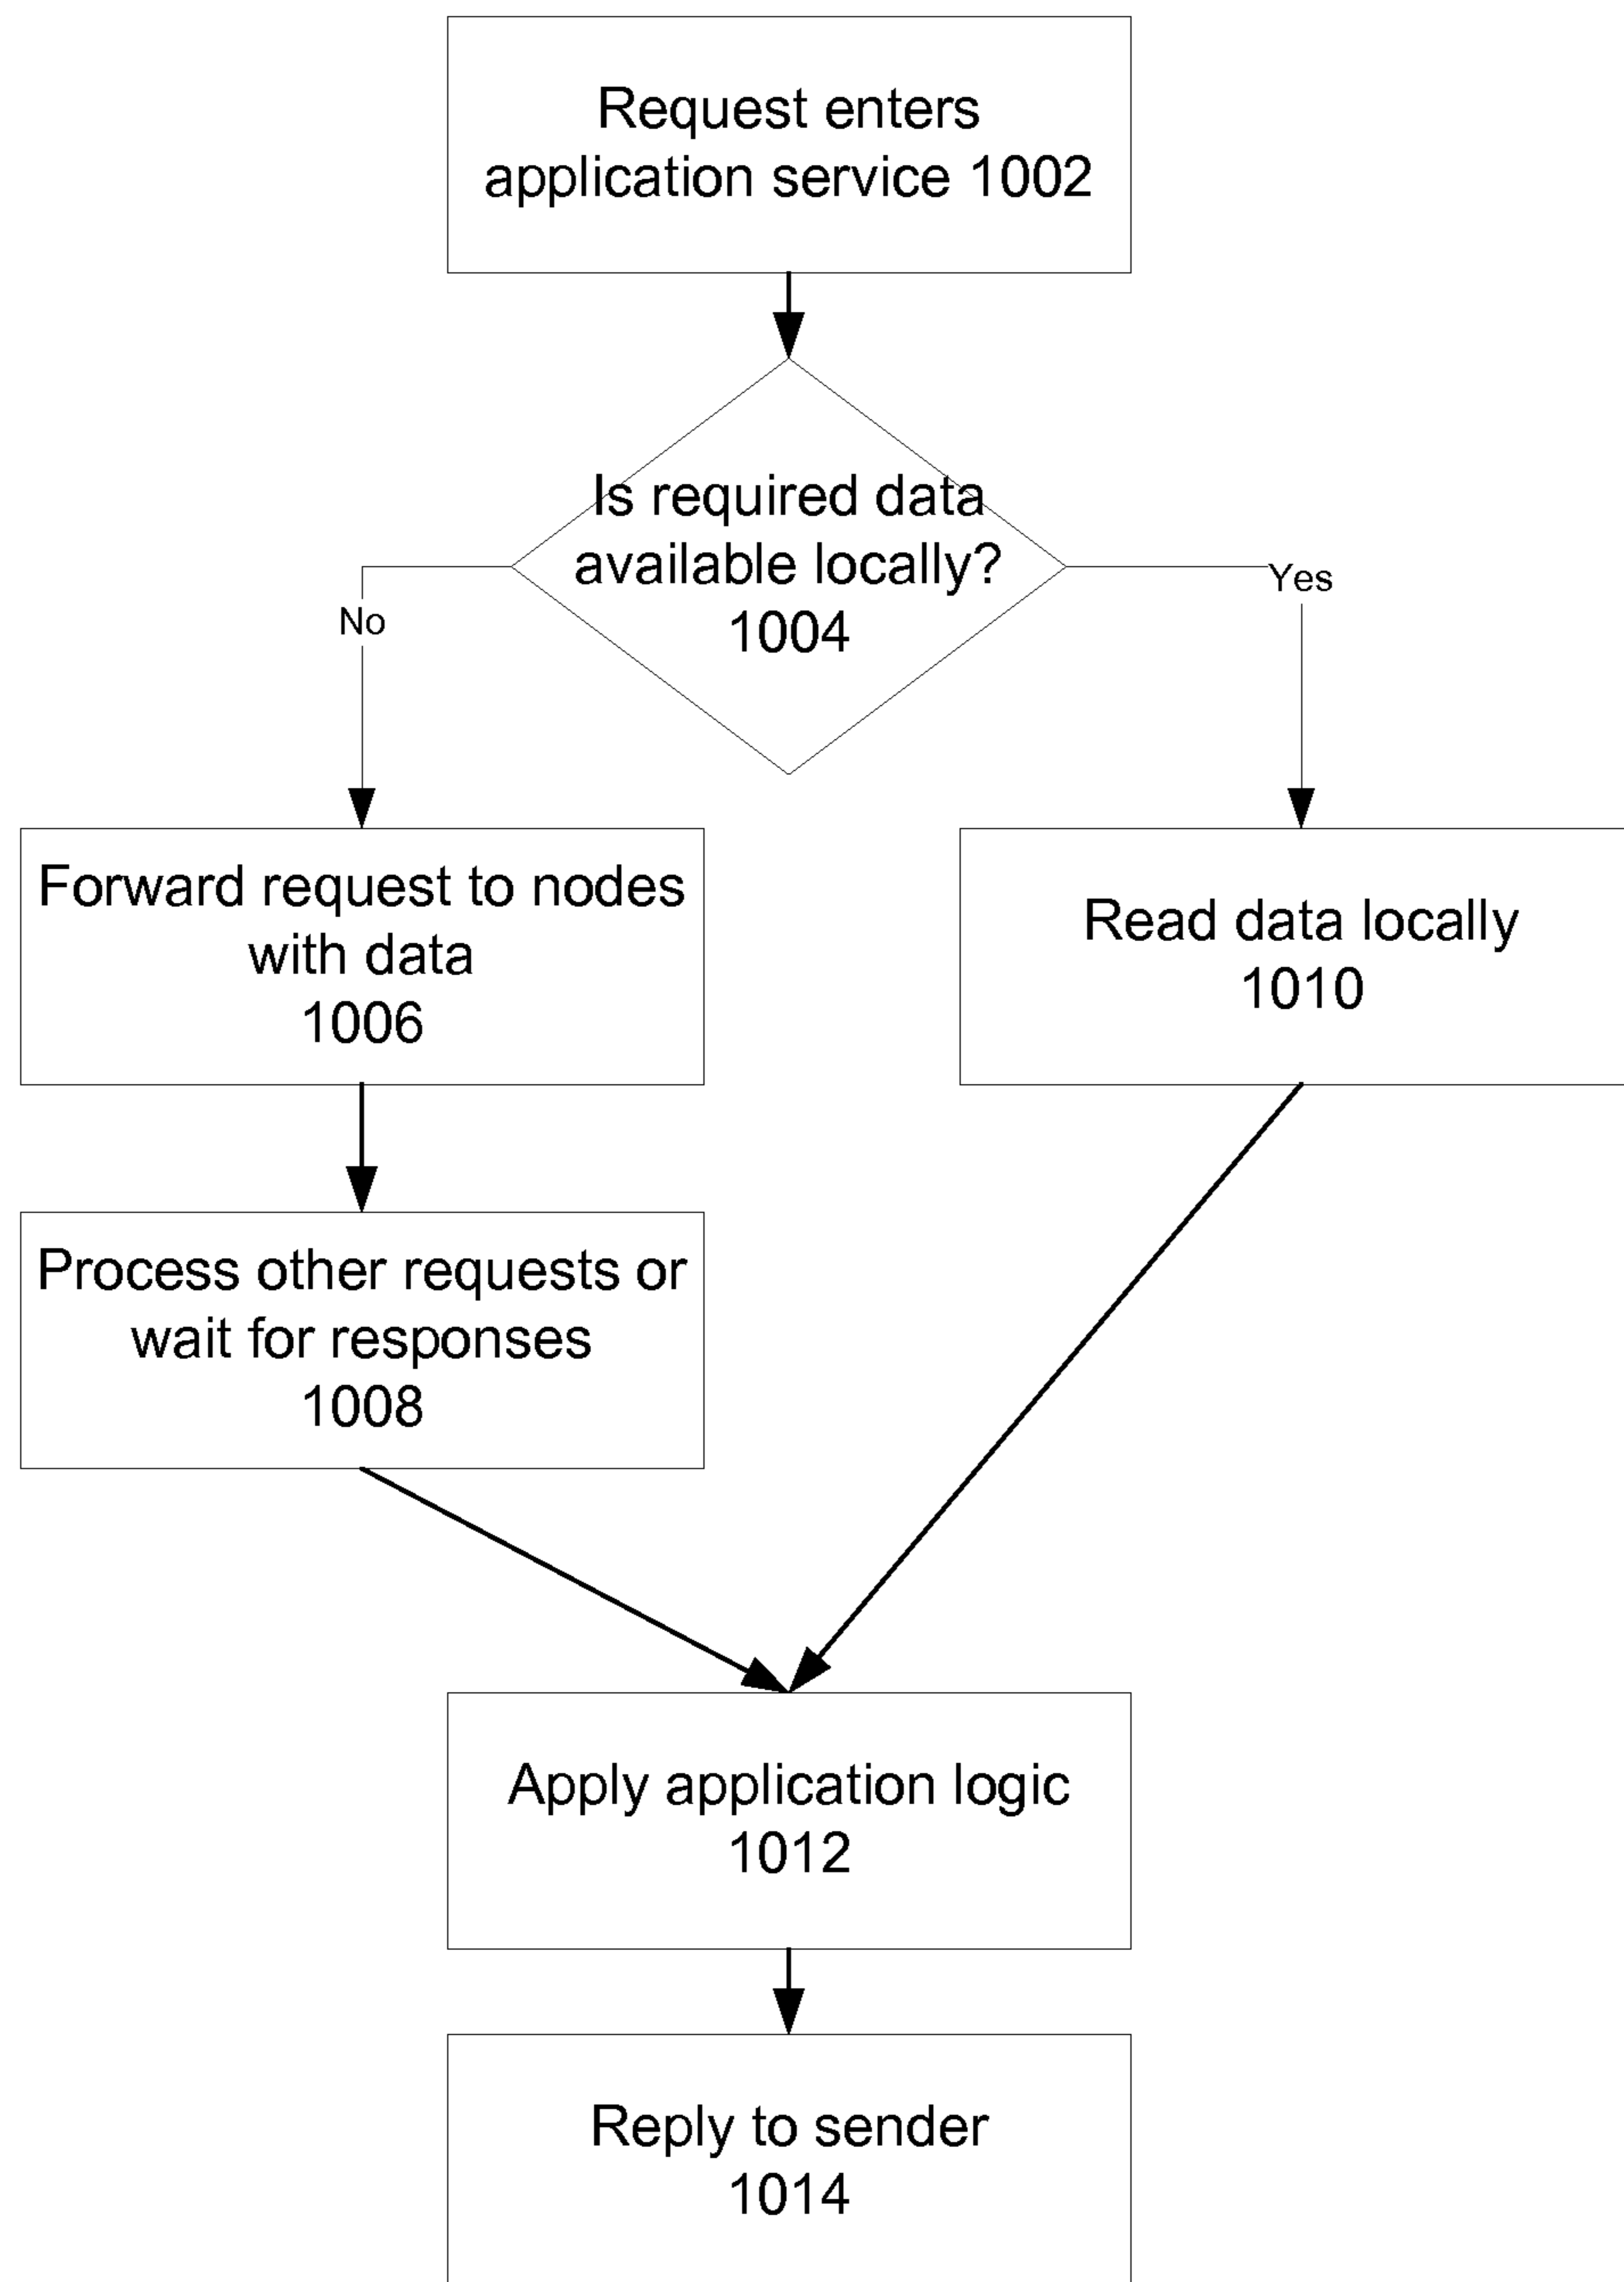 Request enters
application service 1002
Is required data
available locally?
1004
No
Yes
Forward request to nodes
with data
1006
Read data locally
1010
Process other requests or
wait for responses
1008
Apply application logic
1012
Reply to sender
1014